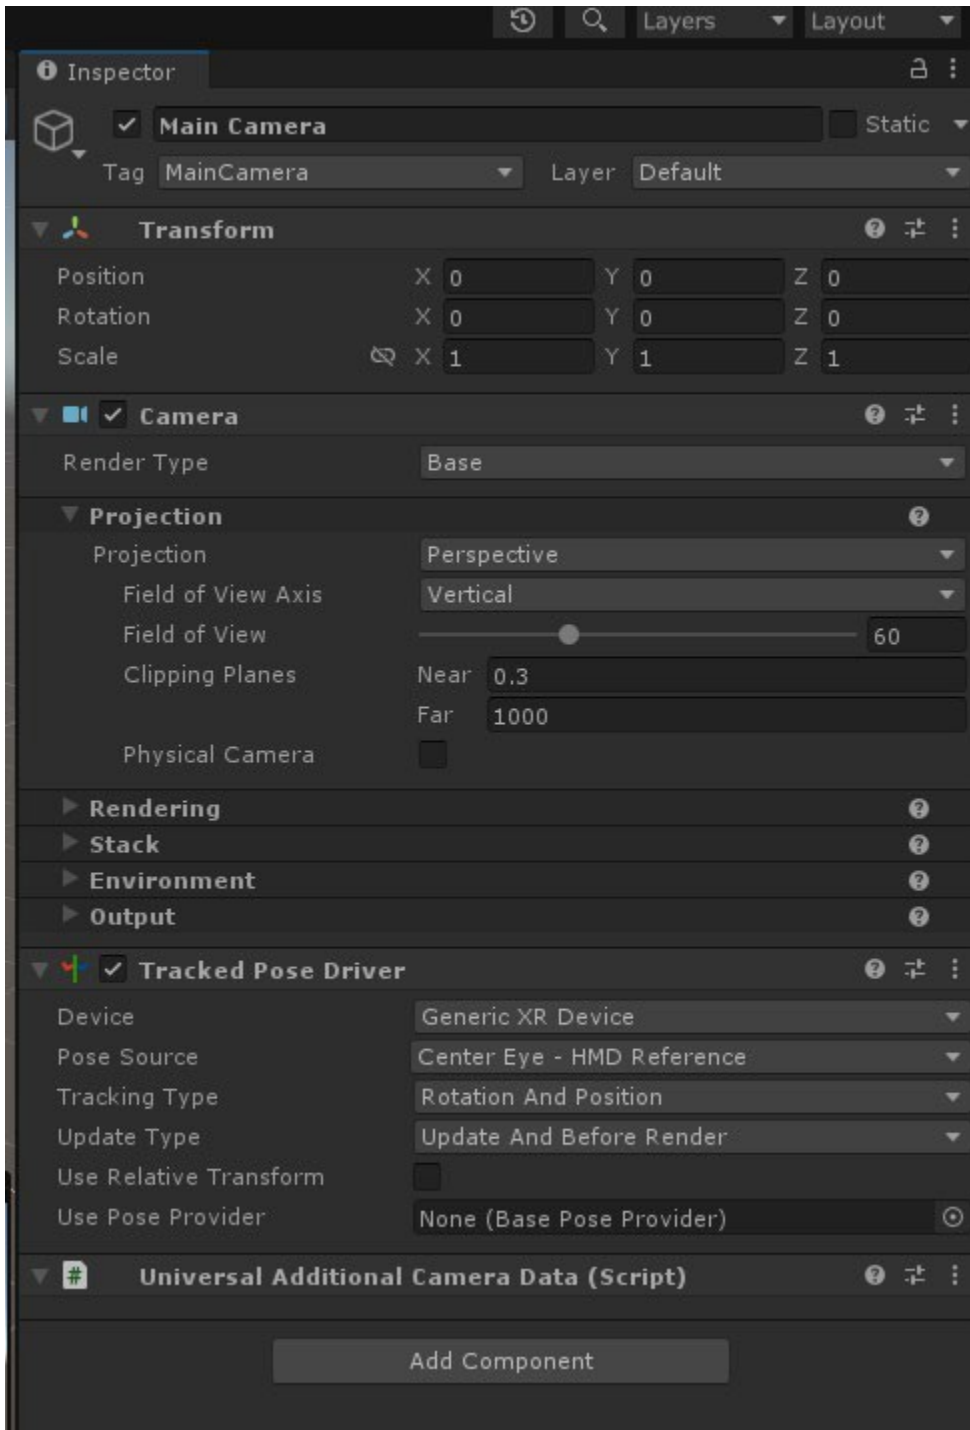 Layers Layout
Inspector
Main Camera Static
Tag MainCamera Layer Default
Transform
Position X 0 Y 0 Z 0
Rotation X 0 Y 0 Z 0
Scale X 1 Y 1 Z 1
Camera
Render Type Base
Projection
Projection Perspective
Field of View Axis Vertical
Field of View 60
Clipping Planes Near 0.3
Far 1000
Physical Camera
Rendering
Stack
Environment
Output
Tracked Pose Driver
Device Generic XR Device
Pose Source Center Eye - HMD Reference
Tracking Type Rotation And Position
Update Type Update And Before Render
Use Relative Transform
Use Pose Provider None (Base Pose Provider)
# Universal Additional Camera Data (Script)
Add Component